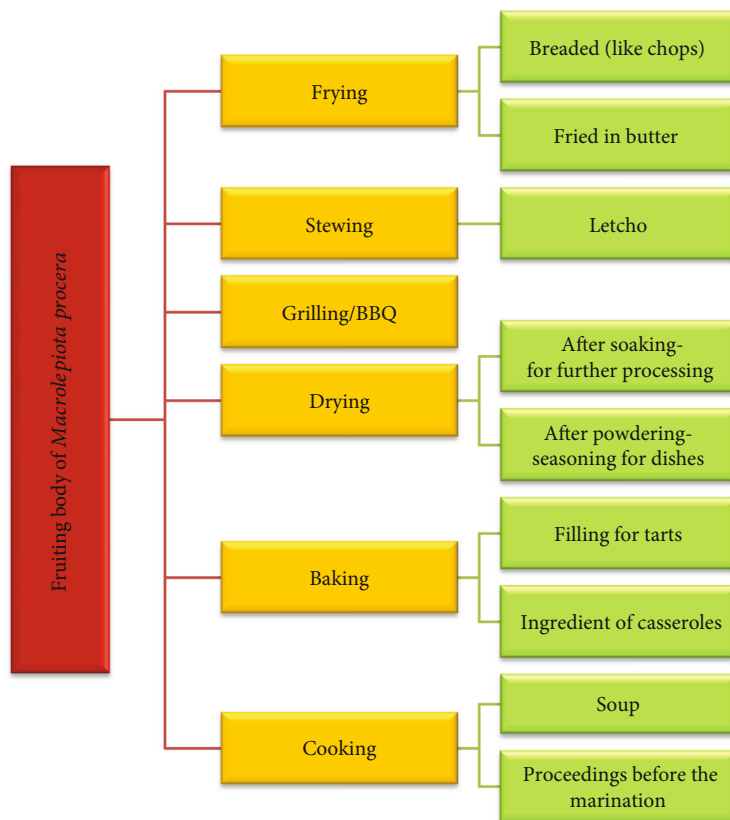 Fruiting body of Macrolepiota procera
Frying
Breaded (like chops)
Fried in butter
Stewing
Letcho
Grilling/BBQ
Drying
After soaking-
for further processing
After powdering-
seasoning for dishes
Baking
Filling for tarts
Ingredient of casseroles
Cooking
Soup
Proceedings before the
marination